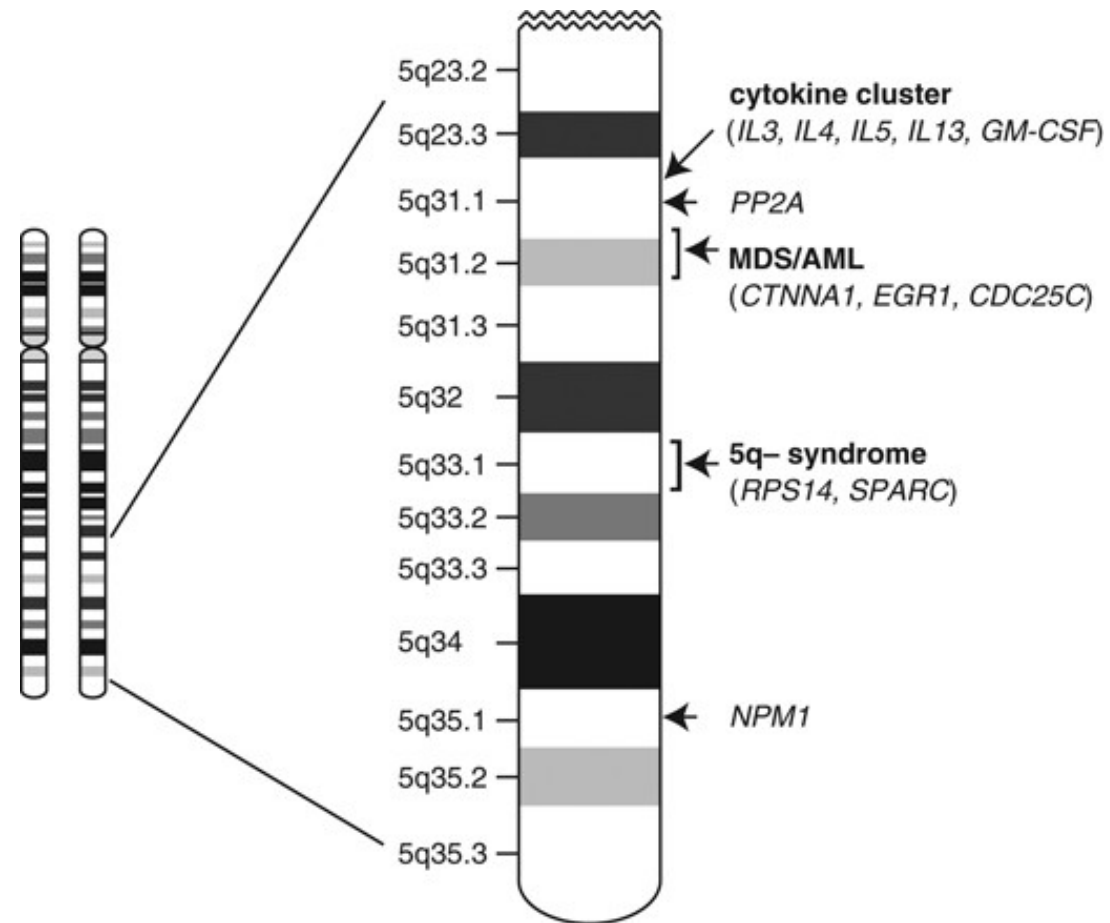 5q23.2
5q23.3
5q31.1
5q31.2
5q31.3
5q32
5q33.1
5q33.2
5q33.3
5q34
5q35.1
5q35.2
5q35.3
cytokine cluster
(IL3, IL4, IL5, IL13, GM-CSF)
PP2A
MDS/AML
(CTNNA1, EGR1, CDC25C)
5q– syndrome
(RPS14, SPARC)
NPM1